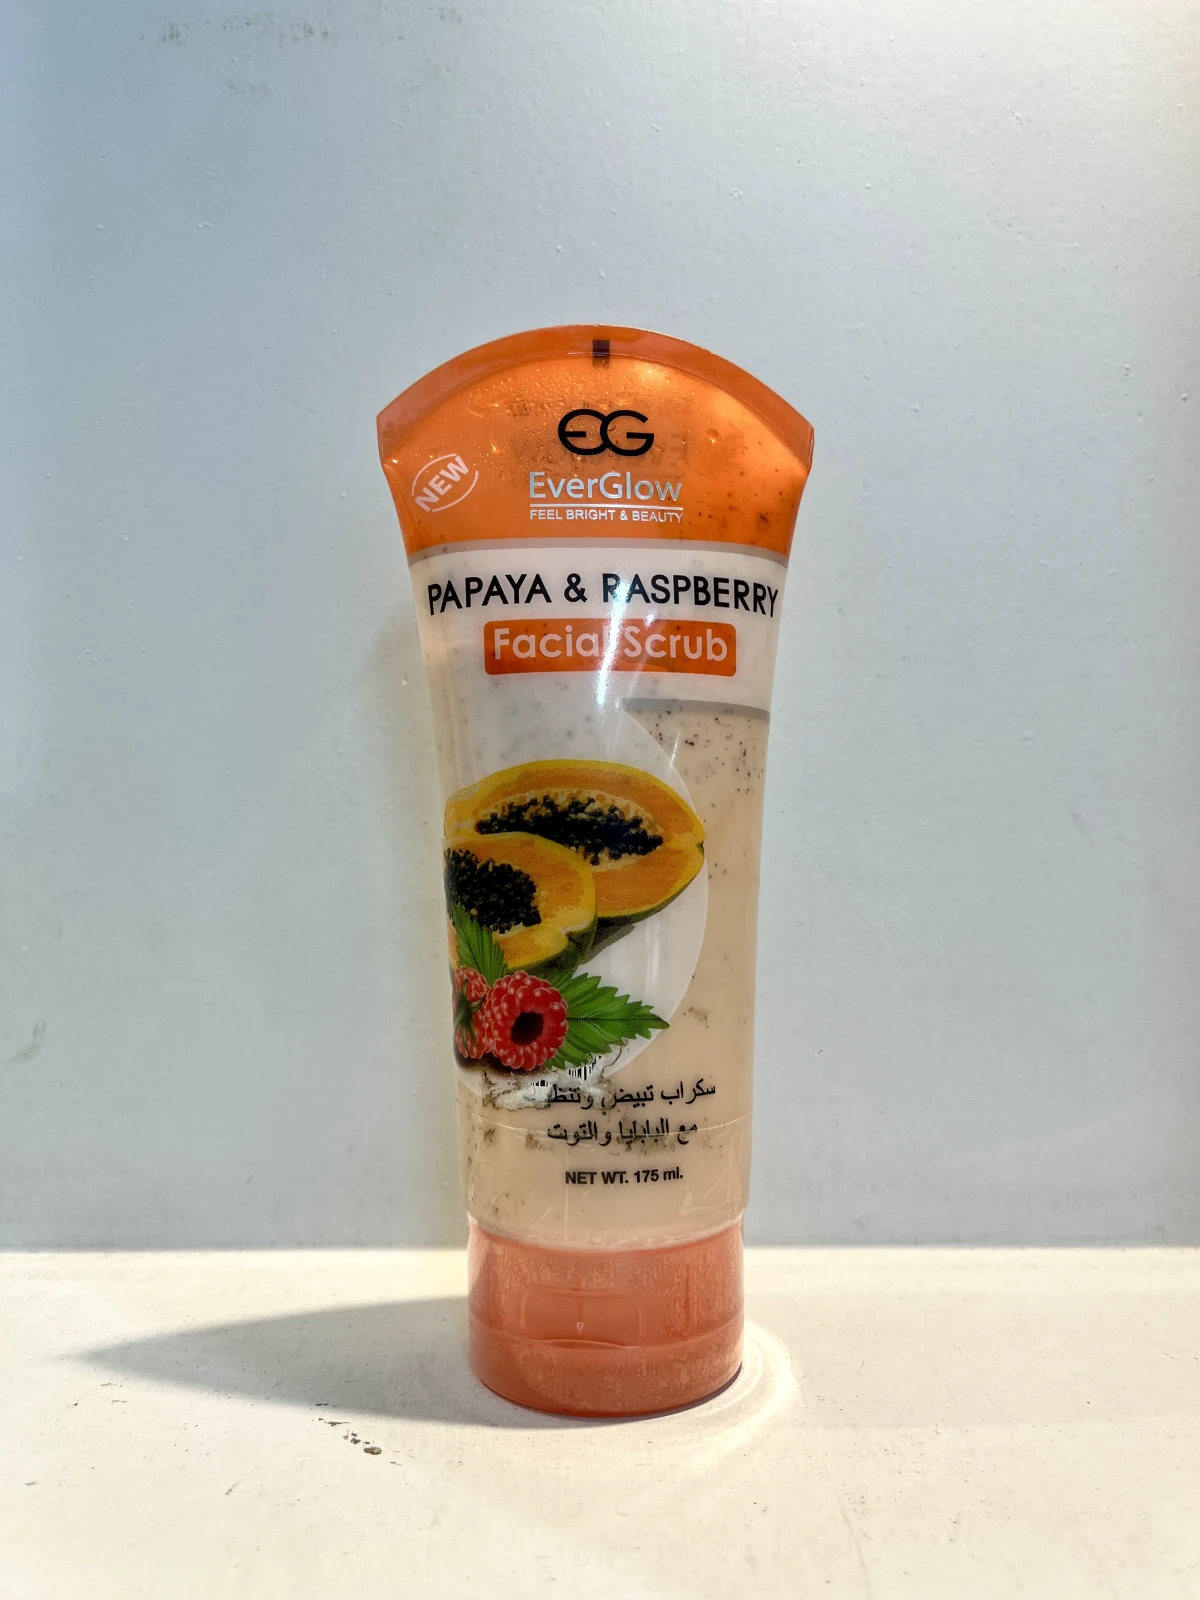 EG
NEW
EverGlow
FEEL BRIGHT & BEAUTY
PAPAYA & RASPBERRY
Facial Scrub
سكراب تبيض
مع البابايا والتوت
NET WT. 175 ml.